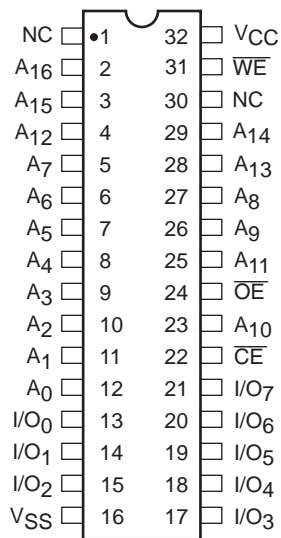 NC 1 32 VCC
A16 2 31 W̅E̅
A15 3 30 NC
A12 4 29 A14
A7 5 28 A13
A6 6 27 A8
A5 7 26 A9
A4 8 25 A11
A3 9 24 O̅E̅
A2 10 23 A10
A1 11 22 C̅E̅
A0 12 21 I/O7
I/O0 13 20 I/O6
I/O1 14 19 I/O5
I/O2 15 18 I/O4
VSS 16 17 I/O3